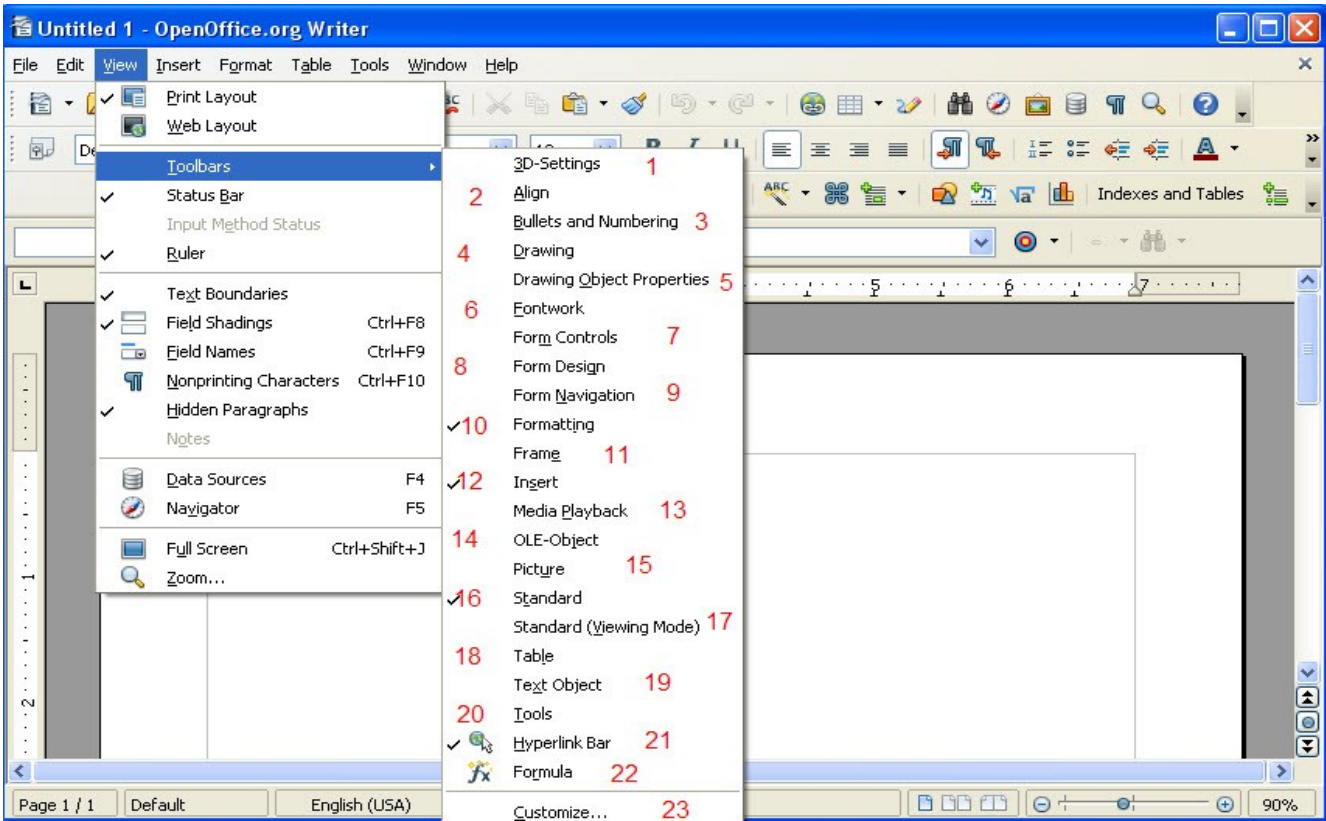 Untitled 1 - OpenOffice.org Writer
File Edit View Insert Format Table Tools Window Help
Print Layout
Web Layout
Toolbars
Status Bar
Input Method Status
Ruler
Text Boundaries
Field Shadings Ctrl+F8
Field Names Ctrl+F9
Nonprinting Characters Ctrl+F10
Hidden Paragraphs
Notes
Data Sources F4
Navigator F5
Full Screen Ctrl+Shift+J
Zoom...
3D-Settings 1
2 Align
Bullets and Numbering 3
4 Drawing
Drawing Object Properties 5
6 Fontwork
Form Controls 7
8 Form Design
Form Navigation 9
10 Formatting
Frame 11
12 Insert
Media Playback 13
14 OLE-Object
Picture 15
16 Standard
Standard (Viewing Mode) 17
18 Table
Text Object 19
20 Tools
Hyperlink Bar 21
22 Formula
Customize... 23
ABC
Indexes and Tables
5 6 7
1
2
Page 1 / 1 Default English (USA) 90%